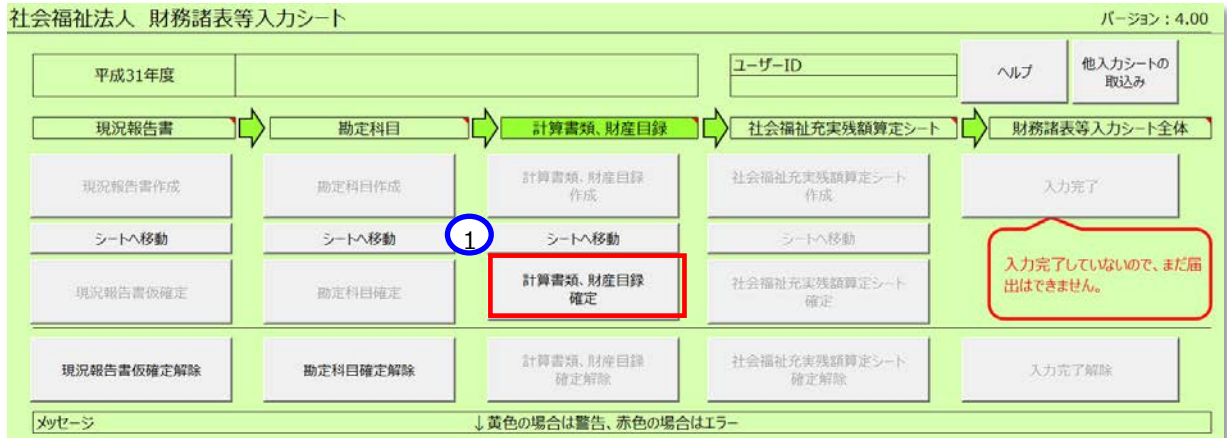 社会福祉法人 財務諸表等入力シート
バージョン：4.00
平成31年度
ユーザーID
ヘルプ
他入力シートの
取込み
現況報告書
勘定科目
計算書類、財産目録
社会福祉充実残額算定シート
財務諸表等入力シート全体
現況報告書作成
勘定科目作成
計算書類、財産目録
作成
社会福祉充実残額算定シート
作成
入力完了
シートへ移動
シートへ移動
1
シートへ移動
シートへ移動
現況報告書仮確定
勘定科目確定
計算書類、財産目録
確定
社会福祉充実残額算定シート
確定
入力完了していないので、まだ届
出はできません。
現況報告書仮確定解除
勘定科目確定解除
計算書類、財産目録
確定解除
社会福祉充実残額算定シート
確定解除
入力完了解除
メッセージ
↓黄色の場合は警告、赤色の場合はエラー